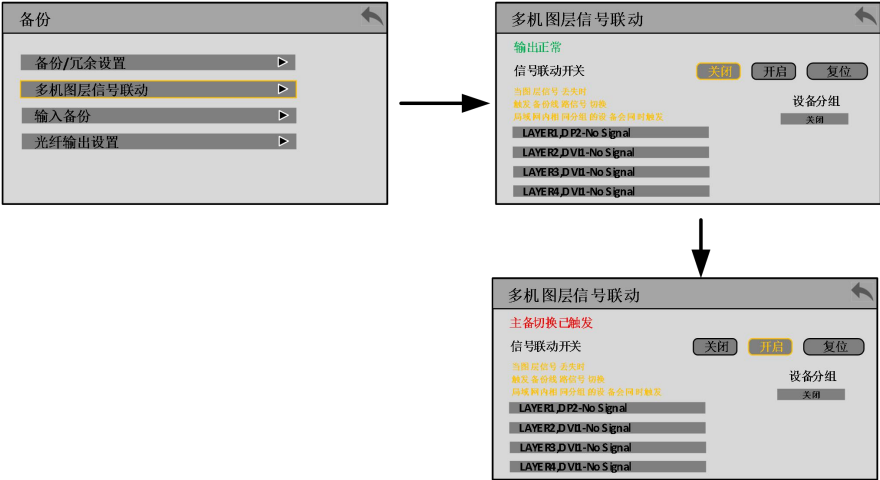 备份
备份/冗余设置
多机图层信号联动
输入备份
光纤输出设置
多机图层信号联动
输出正常
信号联动开关 关闭 开启 复位
当图层信号丢失时
触发备份线路信号切换
局域网内相同分组的设备会同时触发
设备分组
关闭
LAYER1,DP2-No Signal
LAYER2,DVI1-No Signal
LAYER3,DVI1-No Signal
LAYER4,DVI1-No Signal
多机图层信号联动
主备切换已触发
信号联动开关 关闭 开启 复位
当图层信号丢失时
触发备份线路信号切换
局域网内相同分组的设备会同时触发
设备分组
关闭
LAYER1,DP2-No Signal
LAYER2,DVI1-No Signal
LAYER3,DVI1-No Signal
LAYER4,DVI1-No Signal